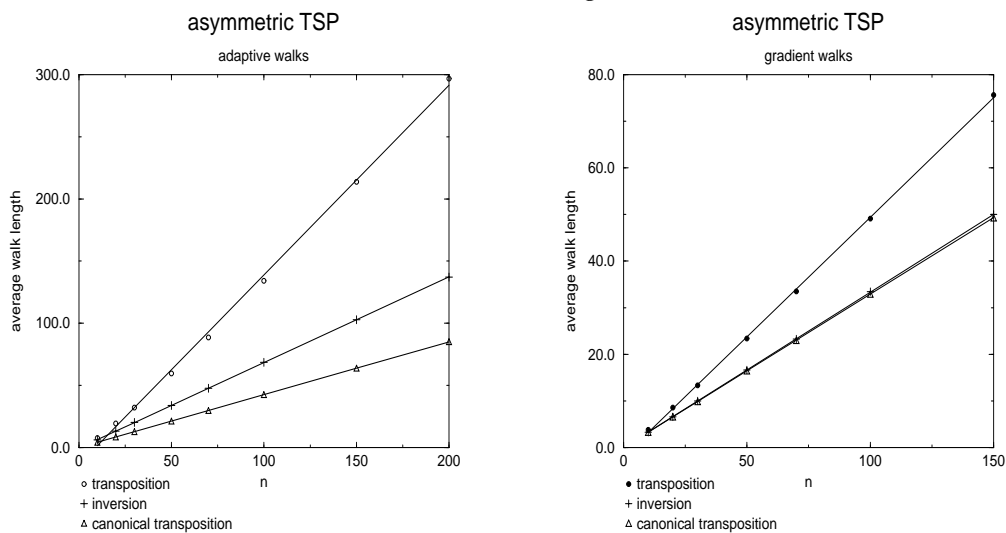 asymmetric TSP
adaptive walks
300.0
200.0
100.0
0.0
average walk length
0
50
100
150
200
n
transposition
inversion
canonical transposition
asymmetric TSP
gradient walks
80.0
60.0
40.0
20.0
0.0
average walk length
0
50
100
150
n
transposition
inversion
canonical transposition